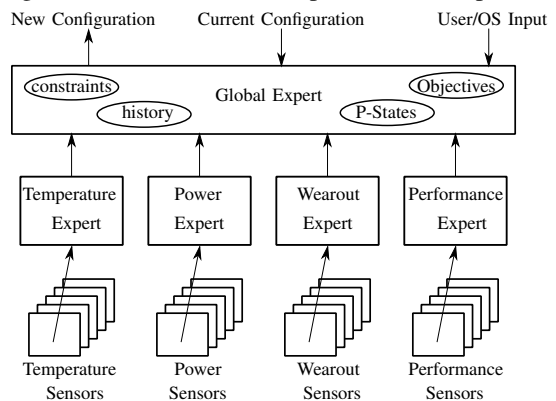 New Configuration
Current Configuration
User/OS Input
constraints
Objectives
Global Expert
history
P-States
Temperature
Expert
Power
Expert
Wearout
Expert
Performance
Expert
Temperature
Sensors
Power
Sensors
Wearout
Sensors
Performance
Sensors